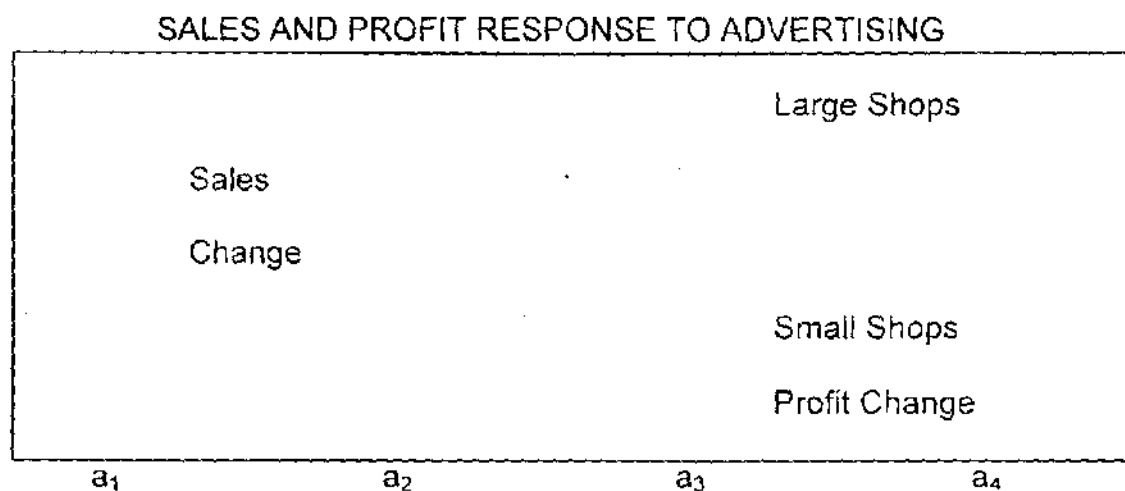 SALES AND PROFIT RESPONSE TO ADVERTISING
Large Shops
Sales
Change
Small Shops
Profit Change
a₁ a₂ a₃ a₄